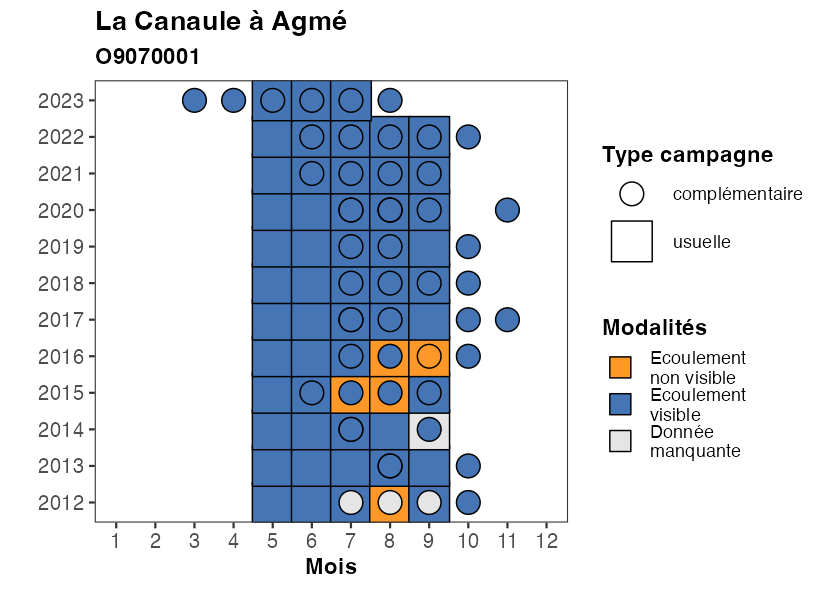 La Canaule à Agmé
O9070001
2023
2022
2021
2020
2019
2018
2017
2016
2015
2014
2013
2012
1 2 3 4 5 6 7 8 9 10 11 12
Mois
Type campagne
complémentaire
usuelle
Modalités
Ecoulement
non visible
Ecoulement
visible
Donnée
manquante